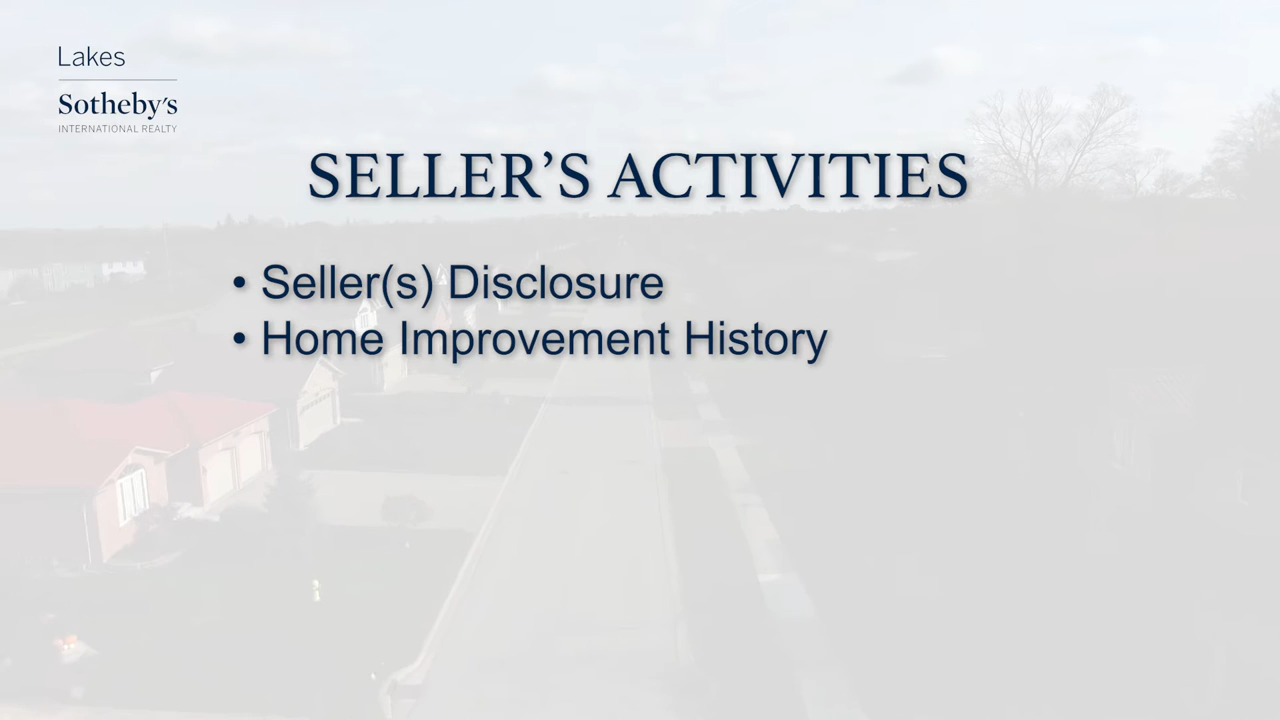 Lakes
Sotheby's
INTERNATIONAL REALTY
SELLER’S ACTIVITIES
• Seller(s) Disclosure
• Home Improvement History